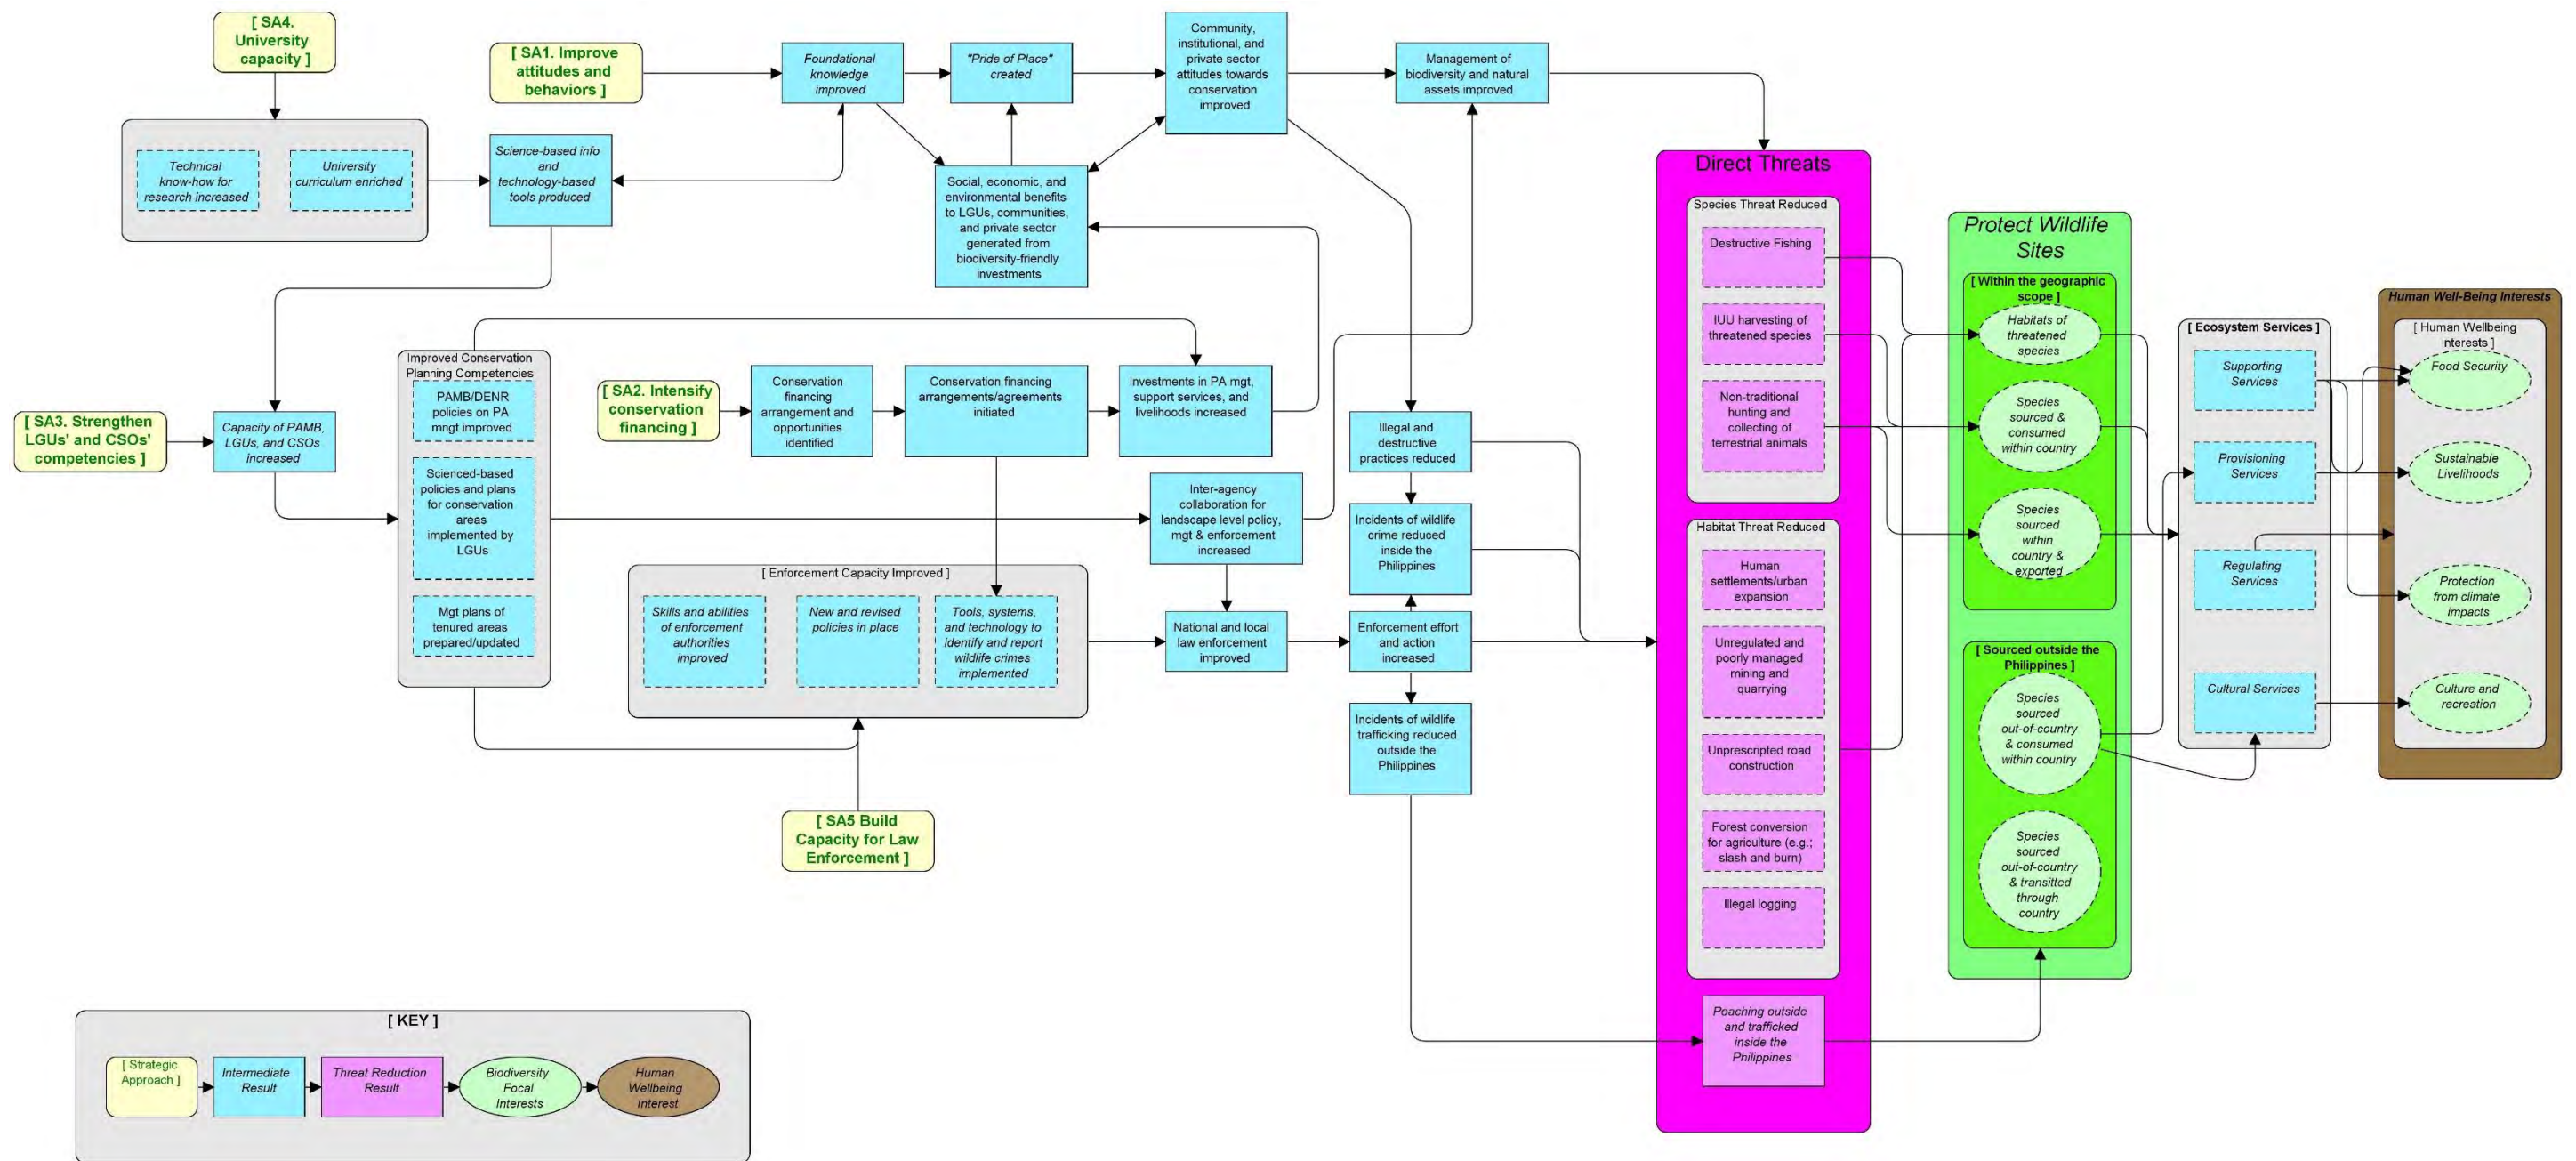 [ SA4.
University
capacity ]
[ SA1. Improve
attitudes and
behaviors ]
Foundational
knowledge
improved
"Pride of Place"
created
Community,
institutional, and
private sector
attitudes towards
conservation
improved
Management of
biodiversity and natural
assets improved
Technical
know-how for
research increased
University
curriculum enriched
Science-based info
and
technology-based
tools produced
Social, economic, and
environmental benefits
to LGUs, communities,
and private sector
generated from
biodiversity-friendly
investments
[ SA3. Strengthen
LGUs' and CSOs'
competencies ]
Capacity of PAMB,
LGUs, and CSOs
increased
Improved Conservation
Planning Competencies
PAMB/DENR
policies on PA
mngt improved
Scienced-based
policies and plans
for conservation
areas
implemented by
LGUs
Mgt plans of
tenured areas
prepared/updated
[ SA2. Intensify
conservation
financing ]
Conservation
financing
arrangement and
opportunities
identified
Conservation financing
arrangements/agreements
initiated
Investments in PA mgt,
support services, and
livelihoods increased
Inter-agency
collaboration for
landscape level policy,
mgt & enforcement
increased
[ Enforcement Capacity Improved ]
Skills and abilities
of enforcement
authorities
improved
New and revised
policies in place
Tools, systems,
and technology to
identify and report
wildlife crimes
implemented
National and local
law enforcement
improved
Illegal and
destructive
practices reduced
Incidents of wildlife
crime reduced
inside the
Philippines
Enforcement effort
and action
increased
Incidents of wildlife
trafficking reduced
outside the
Philippines
[ SA5 Build
Capacity for Law
Enforcement ]
Direct Threats
Species Threat Reduced
Destructive Fishing
IUU harvesting of
threatened species
Non-traditional
hunting and
collecting of
terrestrial animals
Habitat Threat Reduced
Human
settlements/urban
expansion
Unregulated and
poorly managed
mining and
quarrying
Unprescripted road
construction
Forest conversion
for agriculture (e.g.;
slash and burn)
Illegal logging
Poaching outside
and trafficked
inside the
Philippines
Protect Wildlife
Sites
[ Within the geographic
scope ]
Habitats of
threatened
species
Species
sourced &
consumed
within country
Species
sourced
within
country &
exported
[ Sourced outside the
Philippines ]
Species
sourced
out-of-country
& consumed
within country
Species
sourced
out-of-country
& transitted
through
country
[ Ecosystem Services ]
Supporting
Services
Provisioning
Services
Regulating
Services
Cultural Services
Human Well-Being Interests
[ Human Wellbeing
Interests ]
Food Security
Sustainable
Livelihoods
Protection
from climate
impacts
Culture and
recreation
[ KEY ]
[ Strategic
Approach ]
Intermediate
Result
Threat Reduction
Result
Biodiversity
Focal
Interests
Human
Wellbeing
Interest